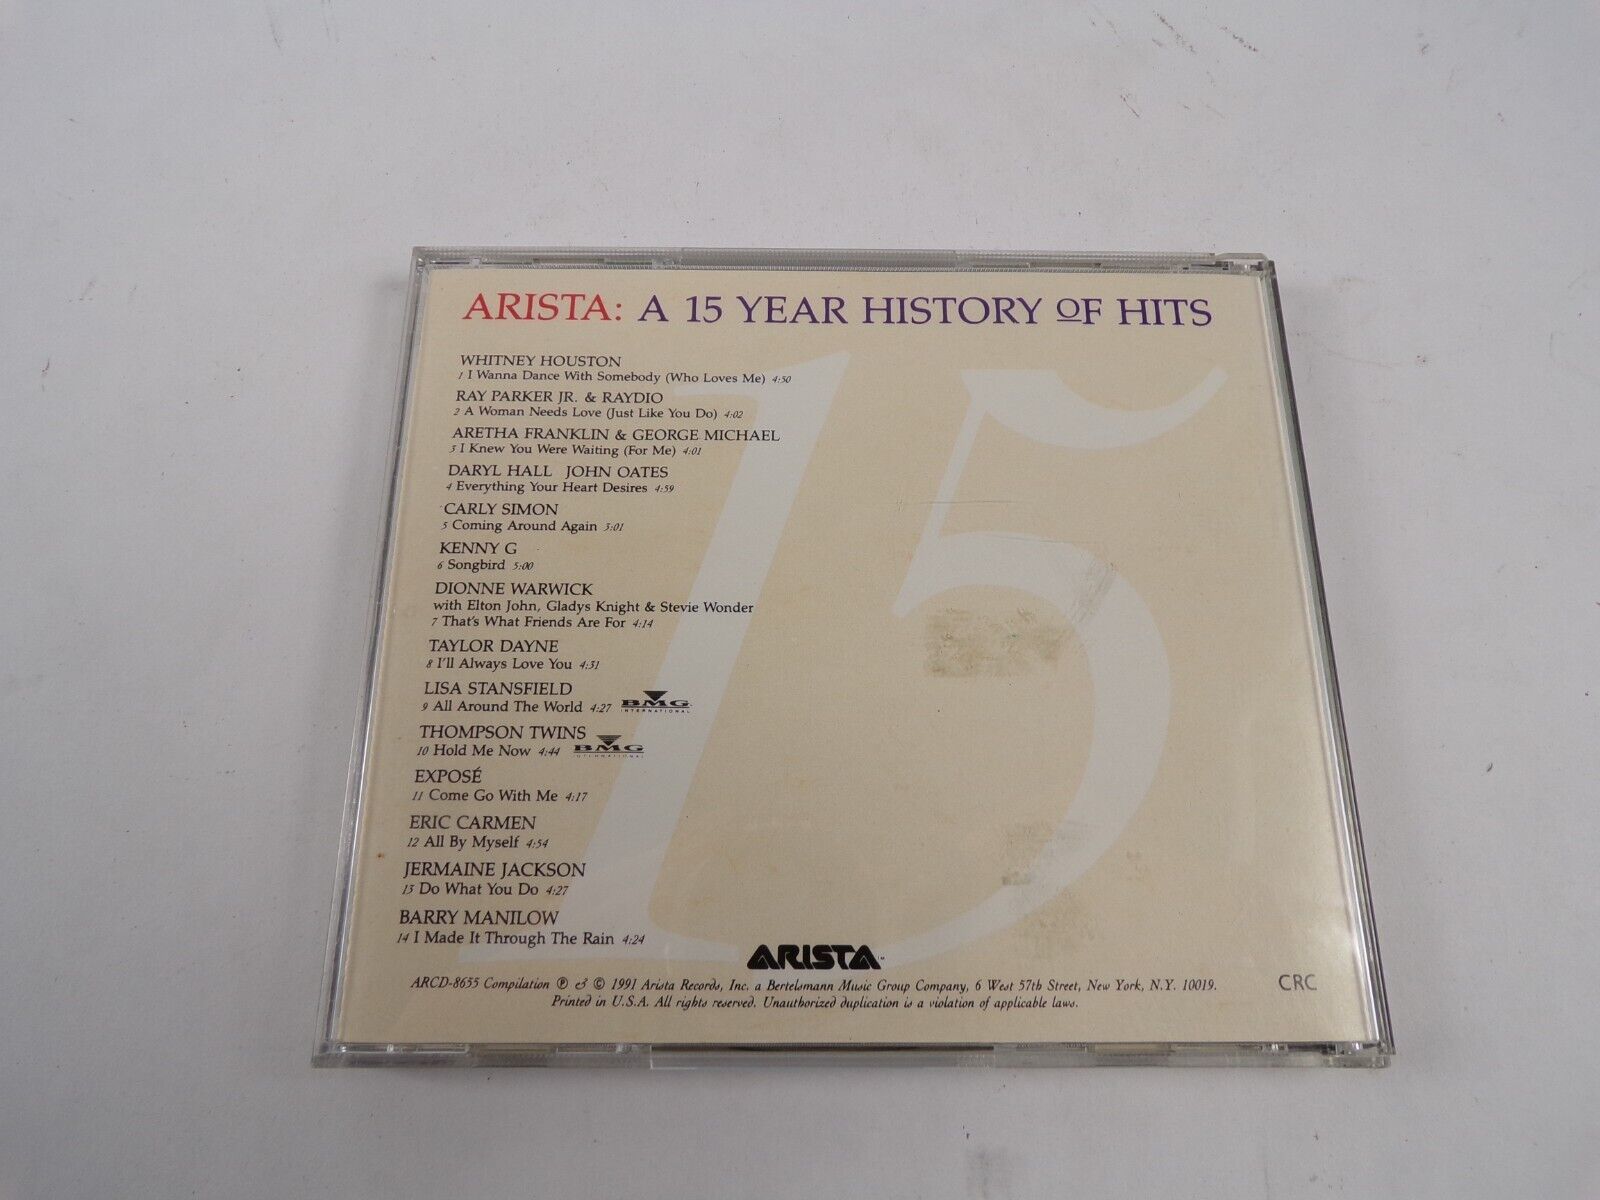 ARISTA: A 15 YEAR HISTORY OF HITS
15
WHITNEY HOUSTON
1 I Wanna Dance With Somebody (Who Loves Me) 4:50
RAY PARKER JR. & RAYDIO
2 A Woman Needs Love (Just Like You Do) 4:02
ARETHA FRANKLIN & GEORGE MICHAEL
3 I Knew You Were Waiting (For Me) 4:01
DARYL HALL JOHN OATES
4 Everything Your Heart Desires 4:59
CARLY SIMON
5 Coming Around Again 3:01
KENNY G
6 Songbird 5:00
DIONNE WARWICK
with Elton John, Gladys Knight & Stevie Wonder
7 That's What Friends Are For 4:14
TAYLOR DAYNE
8 I'll Always Love You 4:31
LISA STANSFIELD
9 All Around The World 4:27 BMG INTERNATIONAL
THOMPSON TWINS
10 Hold Me Now 4:44 BMG INTERNATIONAL
EXPOSÉ
11 Come Go With Me 4:17
ERIC CARMEN
12 All By Myself 4:54
JERMAINE JACKSON
13 Do What You Do 4:27
BARRY MANILOW
14 I Made It Through The Rain 4:24
ARISTA™
ARCD-8635 Compilation ℗ & © 1991 Arista Records, Inc. a Bertelsmann Music Group Company, 6 West 57th Street, New York, N.Y. 10019.
Printed in U.S.A. All rights reserved. Unauthorized duplication is a violation of applicable laws.
CRC